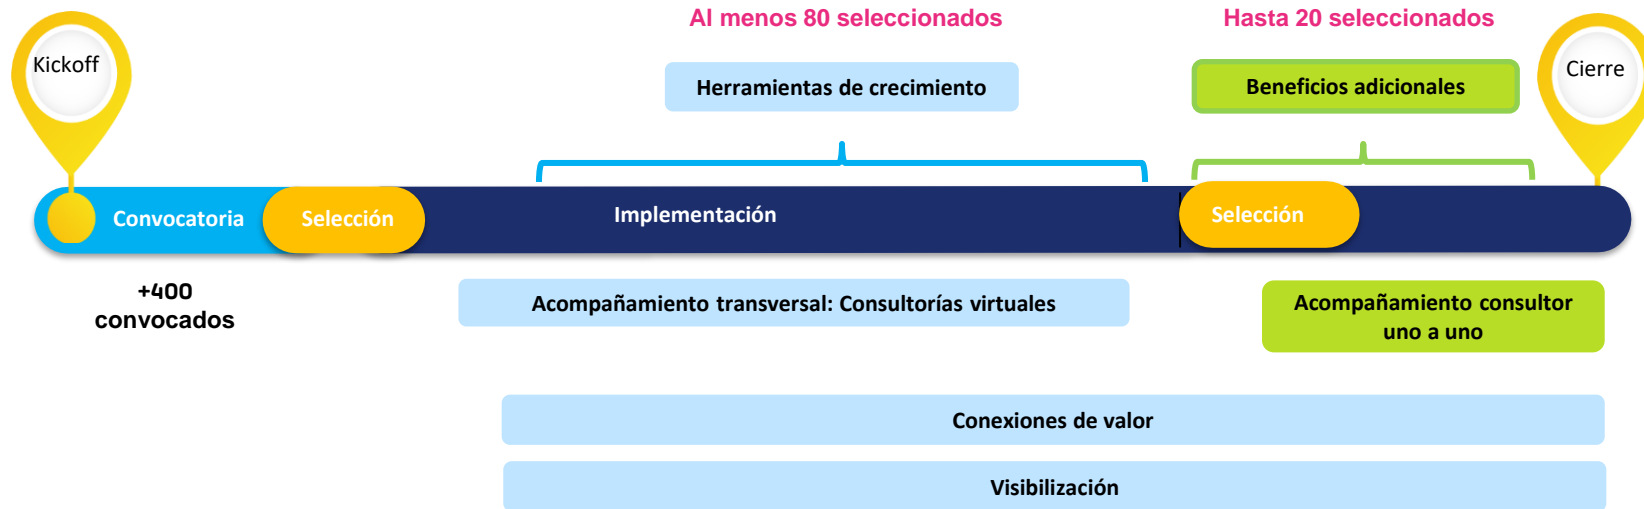 Al menos 80 seleccionados
Hasta 20 seleccionados
Kickoff
Cierre
Herramientas de crecimiento
Beneficios adicionales
Convocatoria
Selección
Implementación
Selección
+400
convocados
Acompañamiento transversal: Consultorías virtuales
Acompañamiento consultor
uno a uno
Conexiones de valor
Visibilización